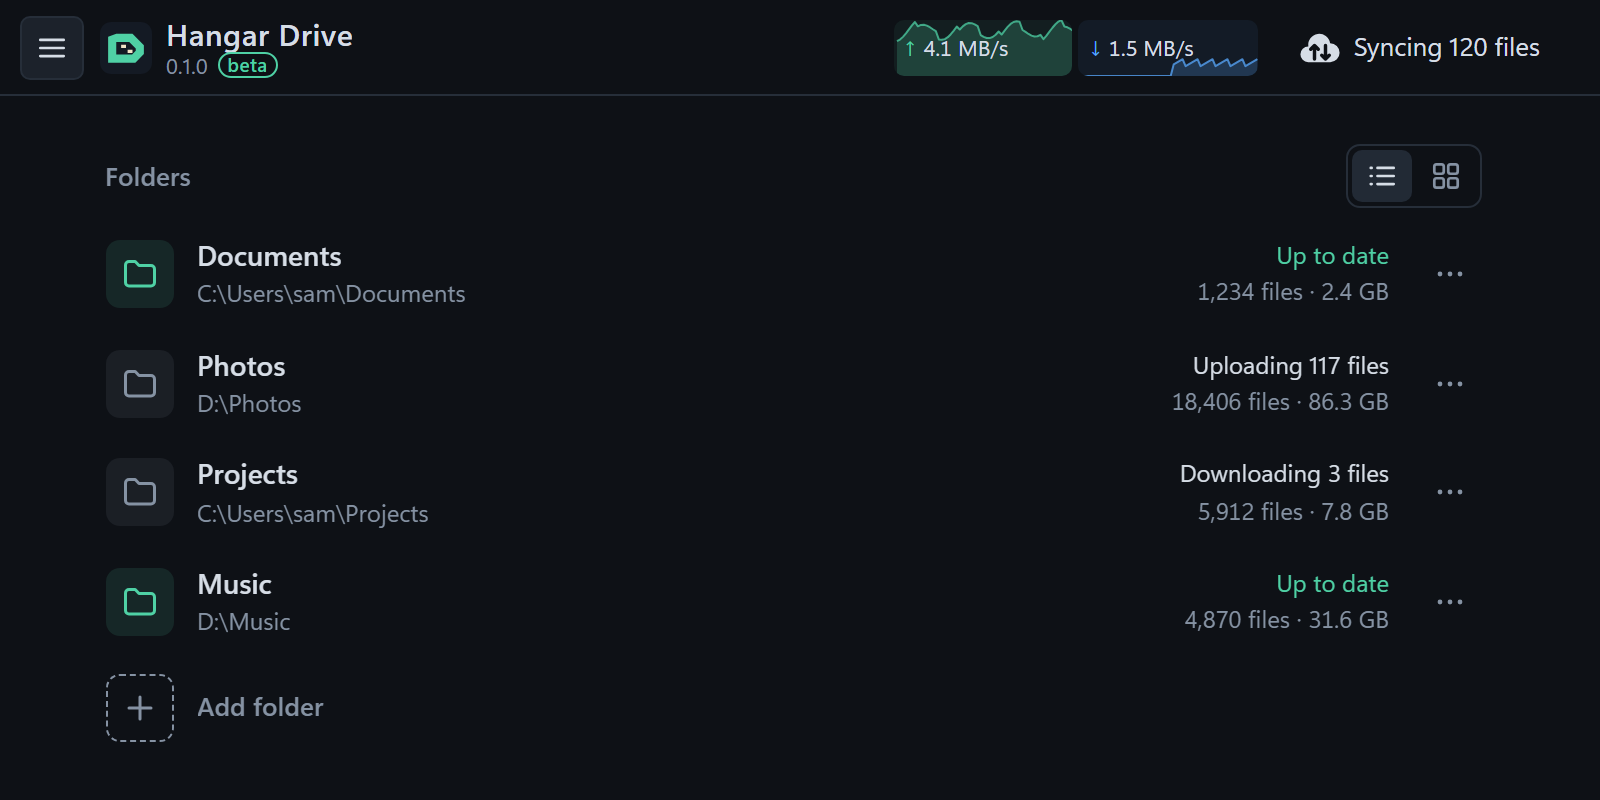 Hangar Drive
0.1.0 beta
↑ 4.1 MB/s
↓ 1.5 MB/s
Syncing 120 files
Folders
Documents
C:\Users\sam\Documents
Up to date
1,234 files · 2.4 GB
Photos
D:\Photos
Uploading 117 files
18,406 files · 86.3 GB
Projects
C:\Users\sam\Projects
Downloading 3 files
5,912 files · 7.8 GB
Music
D:\Music
Up to date
4,870 files · 31.6 GB
Add folder